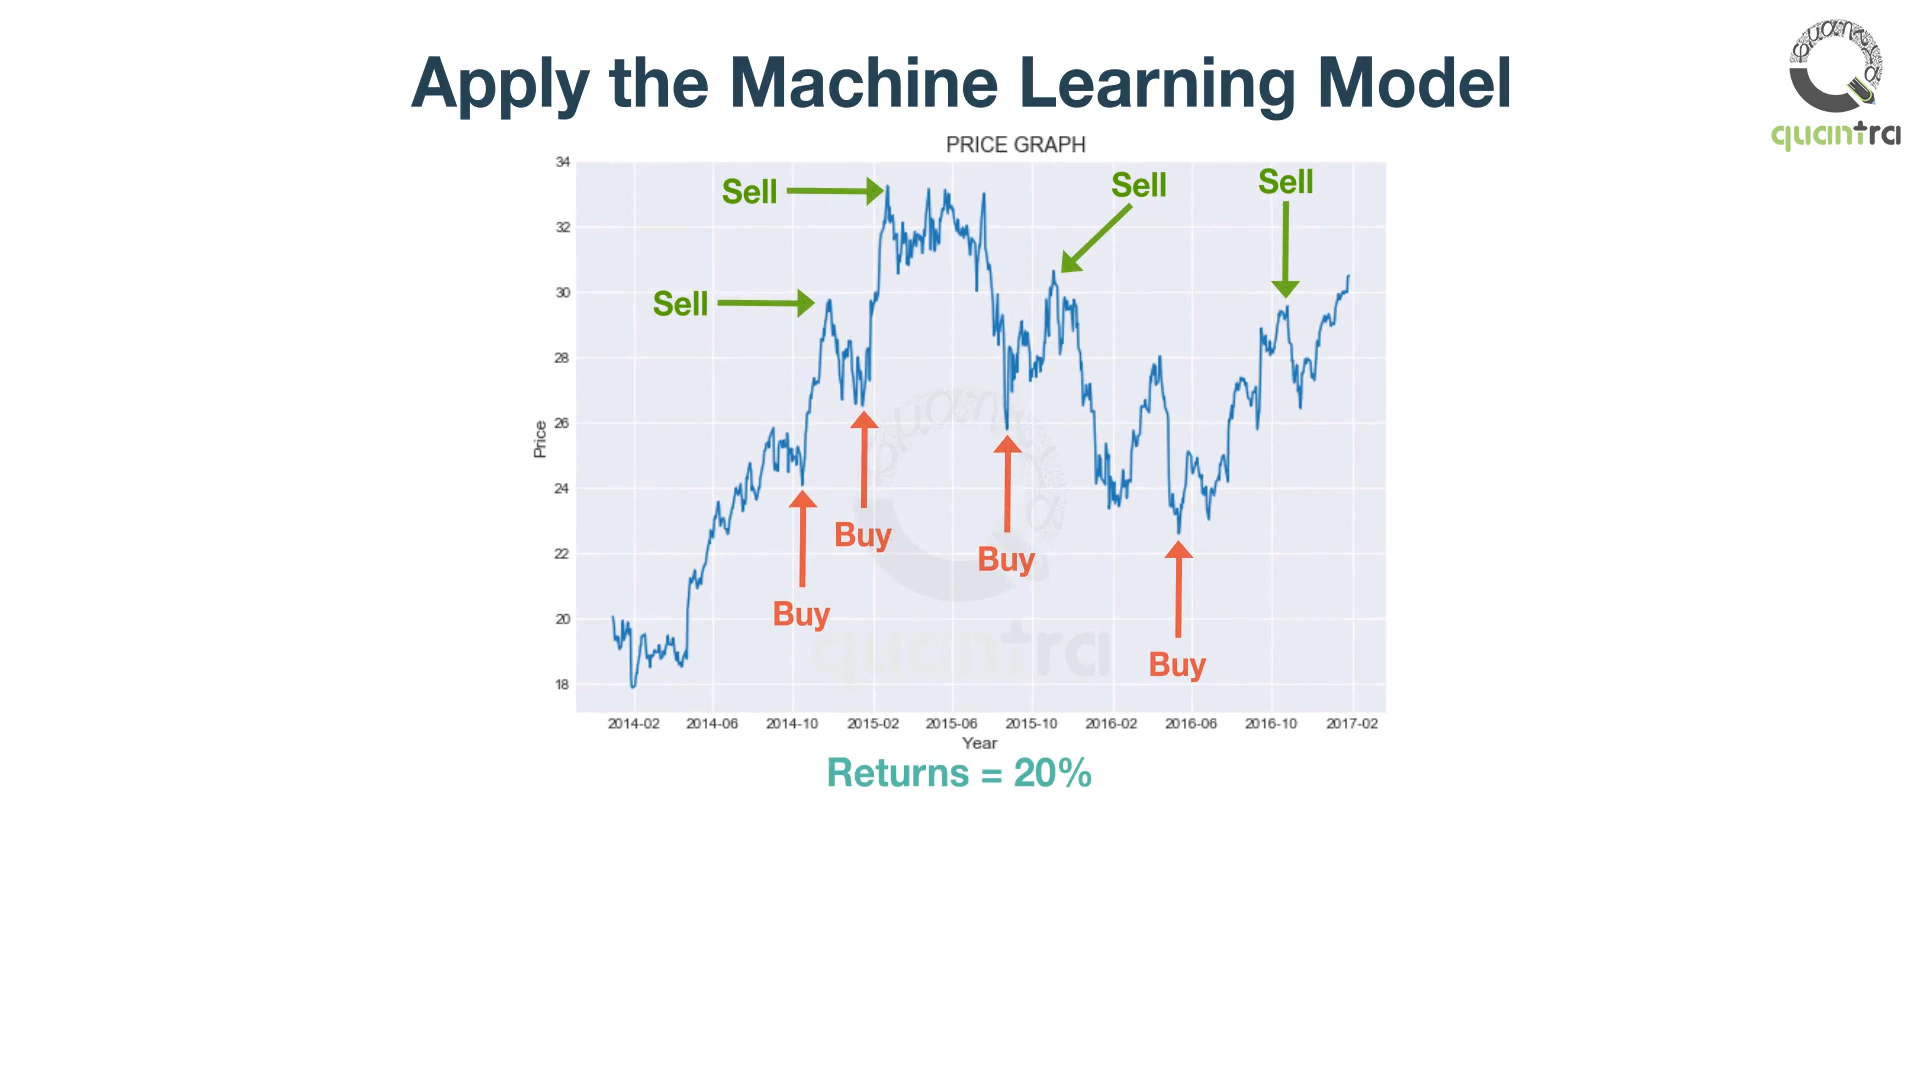 Apply the Machine Learning Model
quantra
PRICE GRAPH
34
32
30
28
26
24
22
20
18
Price
Sell
Sell
Sell
Sell
Buy
Buy
Buy
Buy
quantra
2014-02 2014-06 2014-10 2015-02 2015-06 2015-10 2016-02 2016-06 2016-10 2017-02
Year
Returns = 20%